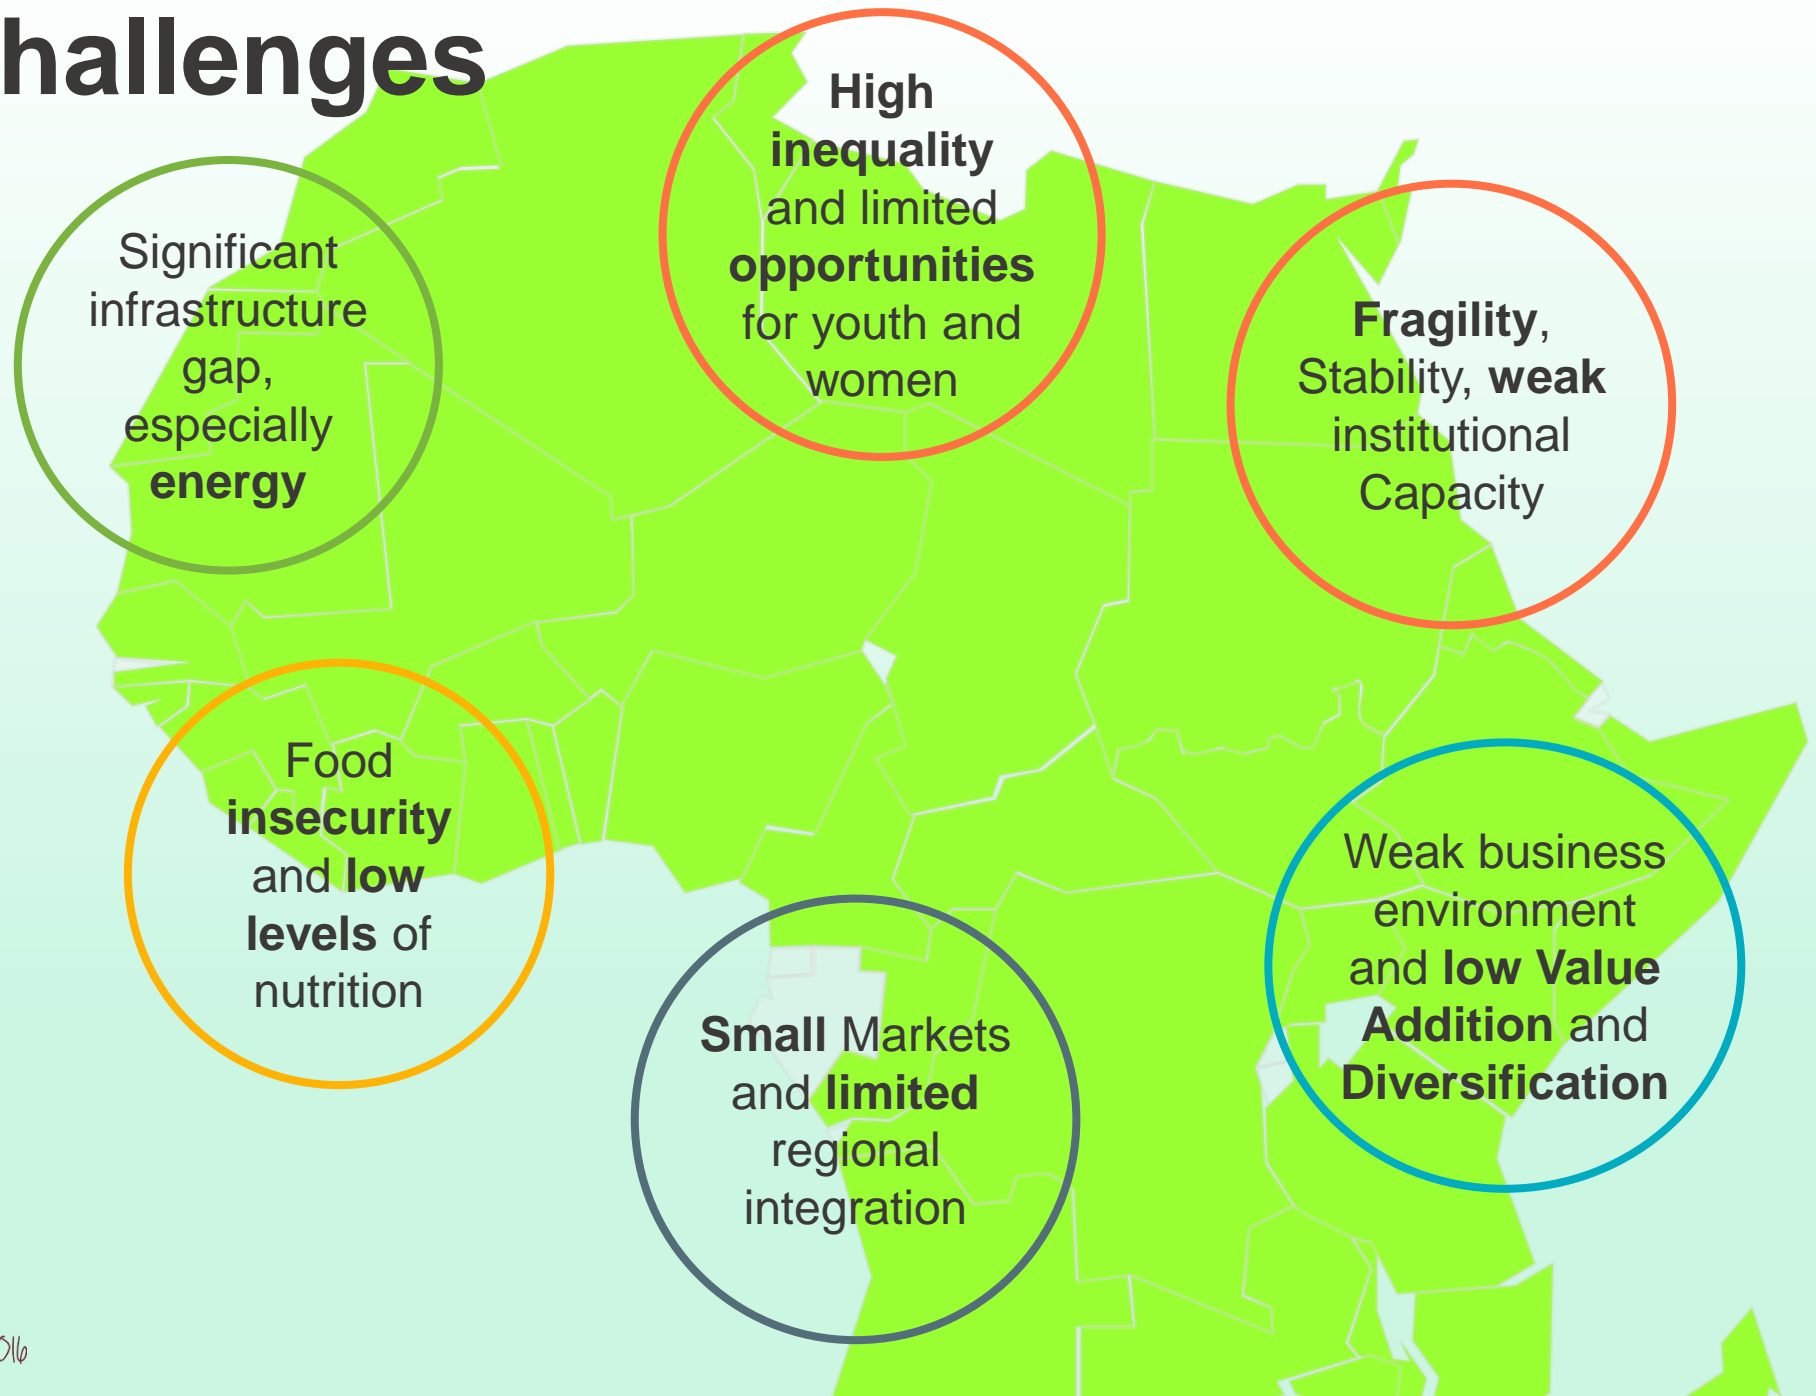 hallenges
High
inequality
and limited
opportunities
for youth and
women
Significant
infrastructure
gap,
especially
energy
Fragility,
Stability, weak
institutional
Capacity
Food
insecurity
and low
levels of
nutrition
Weak business
environment
and low Value
Addition and
Diversification
Small Markets
and limited
regional
integration
016